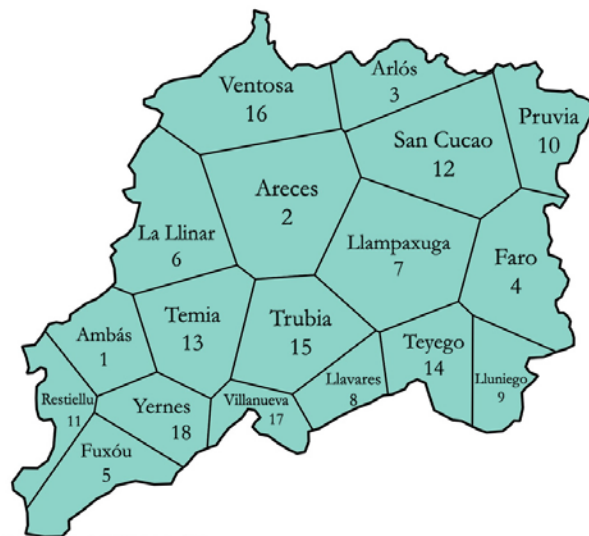 Ventosa
16
Arlós
3
Pruvia
10
San Cucao
12
Areces
2
La Llinar
6
Llampaxuga
7
Faro
4
Ambás
1
Temia
13
Trubia
15
Teyego
14
Lluniego
9
Llavares
8
Restiellu
11
Yernes
18
Villanueva
17
Fuxóu
5